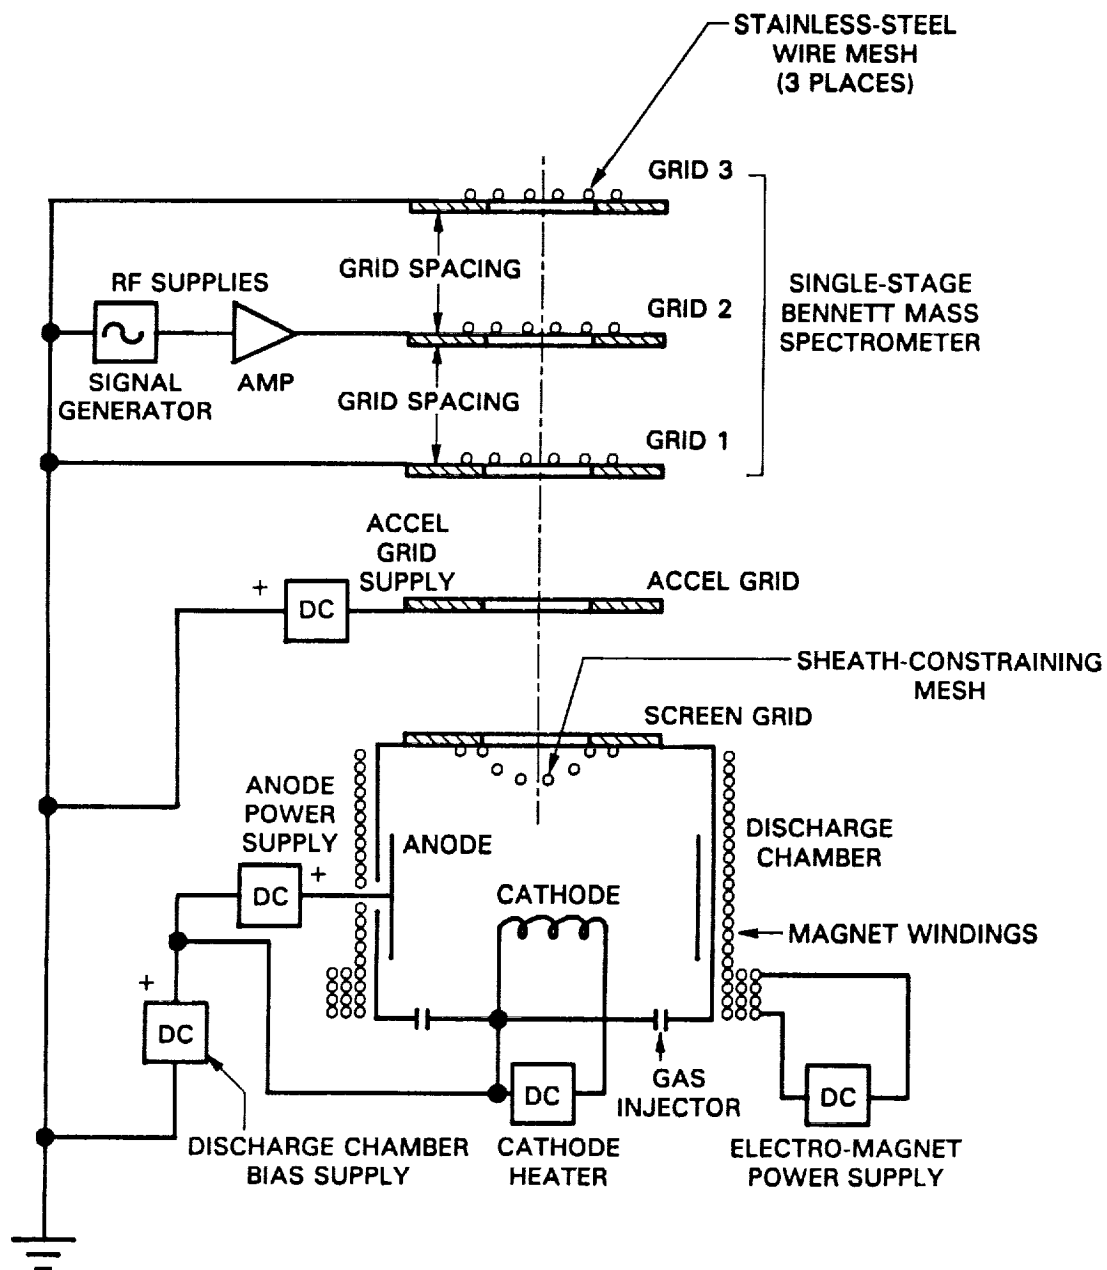 STAINLESS-STEEL
WIRE MESH
(3 PLACES)
GRID 3
GRID SPACING
RF SUPPLIES
GRID 2
SINGLE-STAGE
BENNETT MASS
SPECTROMETER
SIGNAL
GENERATOR
AMP
GRID SPACING
GRID 1
ACCEL
GRID
SUPPLY
+
DC
ACCEL GRID
SHEATH-CONSTRAINING
MESH
SCREEN GRID
ANODE
POWER
SUPPLY
ANODE
DISCHARGE
CHAMBER
DC
+
CATHODE
MAGNET WINDINGS
+
DC
GAS
INJECTOR
DC
DC
DISCHARGE CHAMBER
BIAS SUPPLY
CATHODE
HEATER
ELECTRO-MAGNET
POWER SUPPLY